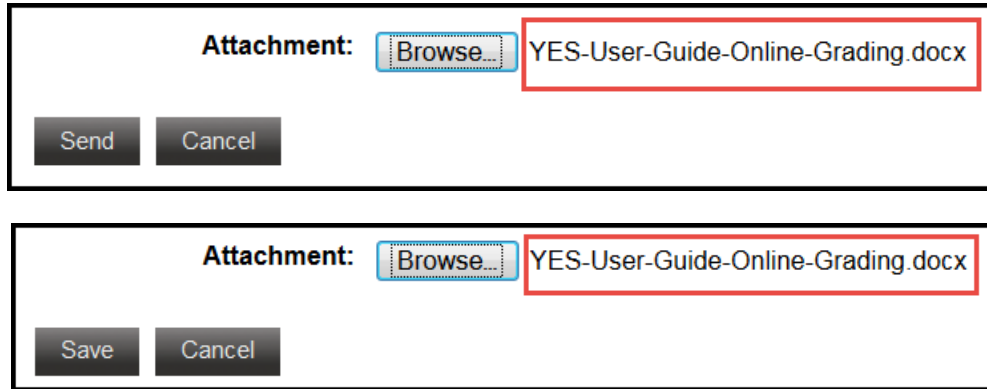 Attachment: Browse... YES-User-Guide-Online-Grading.docx
Send Cancel
Attachment: Browse... YES-User-Guide-Online-Grading.docx
Save Cancel